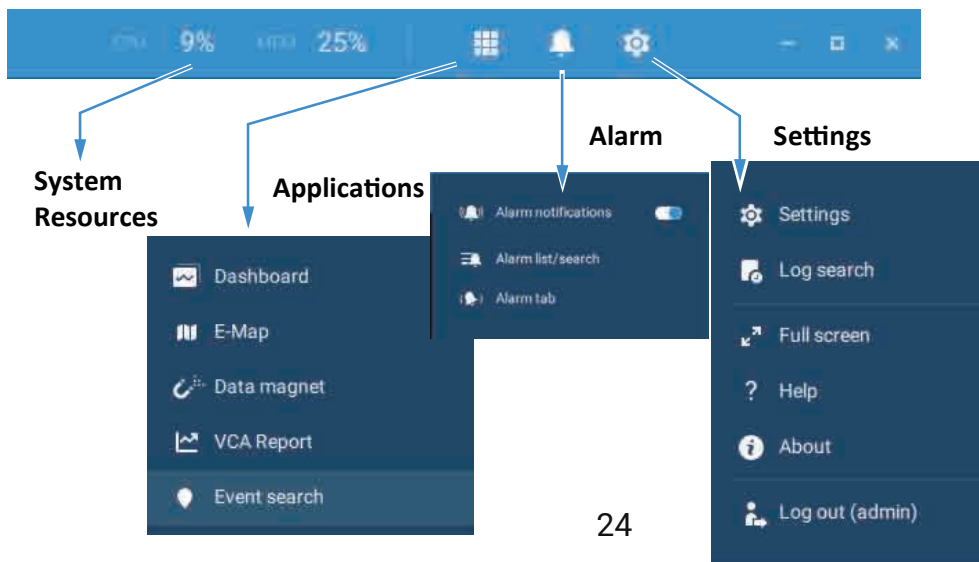 9% 25%
Alarm
Settings
System
Resources
Applications
Alarm notifications
Alarm list/search
Alarm tab
Dashboard
E-Map
Data magnet
VCA Report
Event search
Settings
Log search
Full screen
? Help
About
Log out (admin)
24